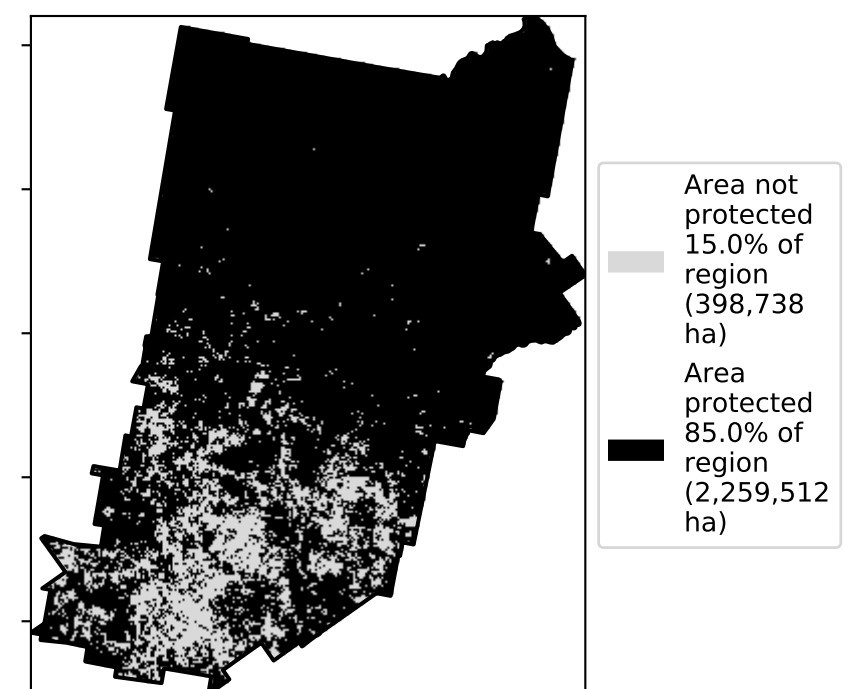 Area not
protected
15.0% of
region
(398,738
ha)
Area
protected
85.0% of
region
(2,259,512
ha)